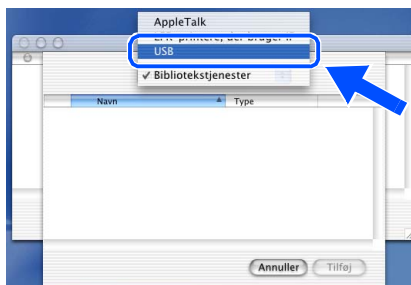 AppleTalk
USB
✓ Bibliotekstjenester
Navn Type
Annuller Tilføj